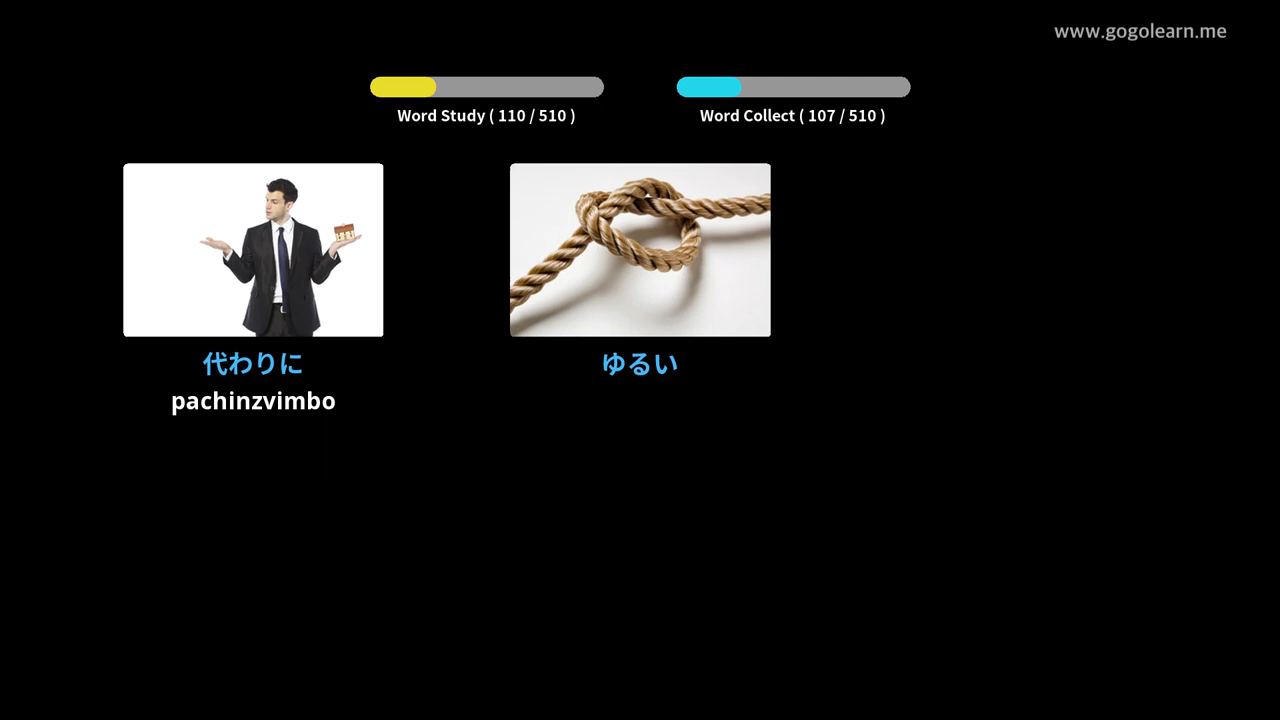 www.gogolearn.me
Word Study ( 110 / 510 )
Word Collect ( 107 / 510 )
代わりに
pachinzvimbo
ゆるい